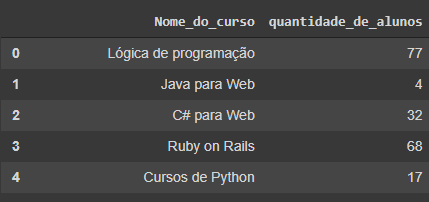 Nome_do_curso quantidade_de_alunos
0 Lógica de programação 77
1 Java para Web 4
2 C# para Web 32
3 Ruby on Rails 68
4 Cursos de Python 17